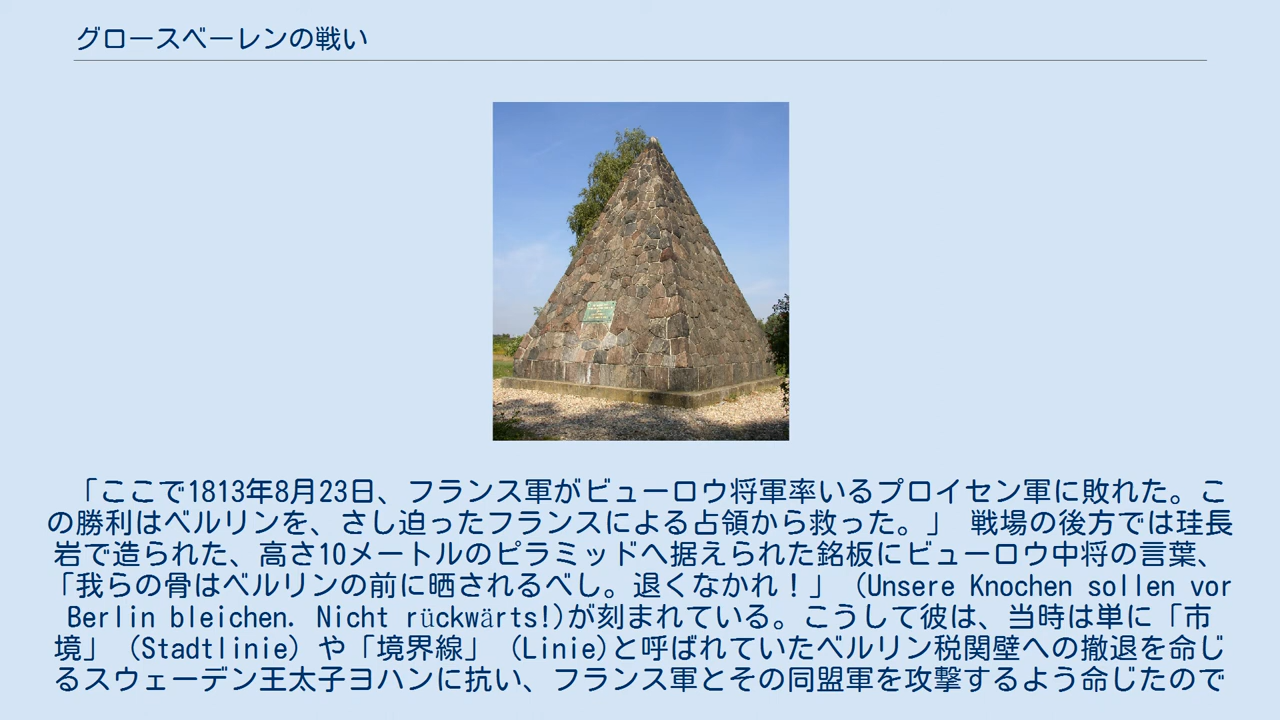 グロースベーレンの戦い
「ここで1813年8月23日、フランス軍がビューロウ将軍率いるプロイセン軍に敗れた。こ
の勝利はベルリンを、さし迫ったフランスによる占領から救った。」 戦場の後方では珪長
岩で造られた、高さ10メートルのピラミッドへ据えられた銘板にビューロウ中将の言葉、
「我らの骨はベルリンの前に晒されるべし。退くなかれ！」（Unsere Knochen sollen vor
Berlin bleichen. Nicht rückwärts!)が刻まれている。こうして彼は、当時は単に「市
境」（Stadtlinie）や「境界線」（Linie)と呼ばれていたベルリン税関壁への撤退を命じ
るスウェーデン王太子ヨハンに抗い、フランス軍とその同盟軍を攻撃するよう命じたので